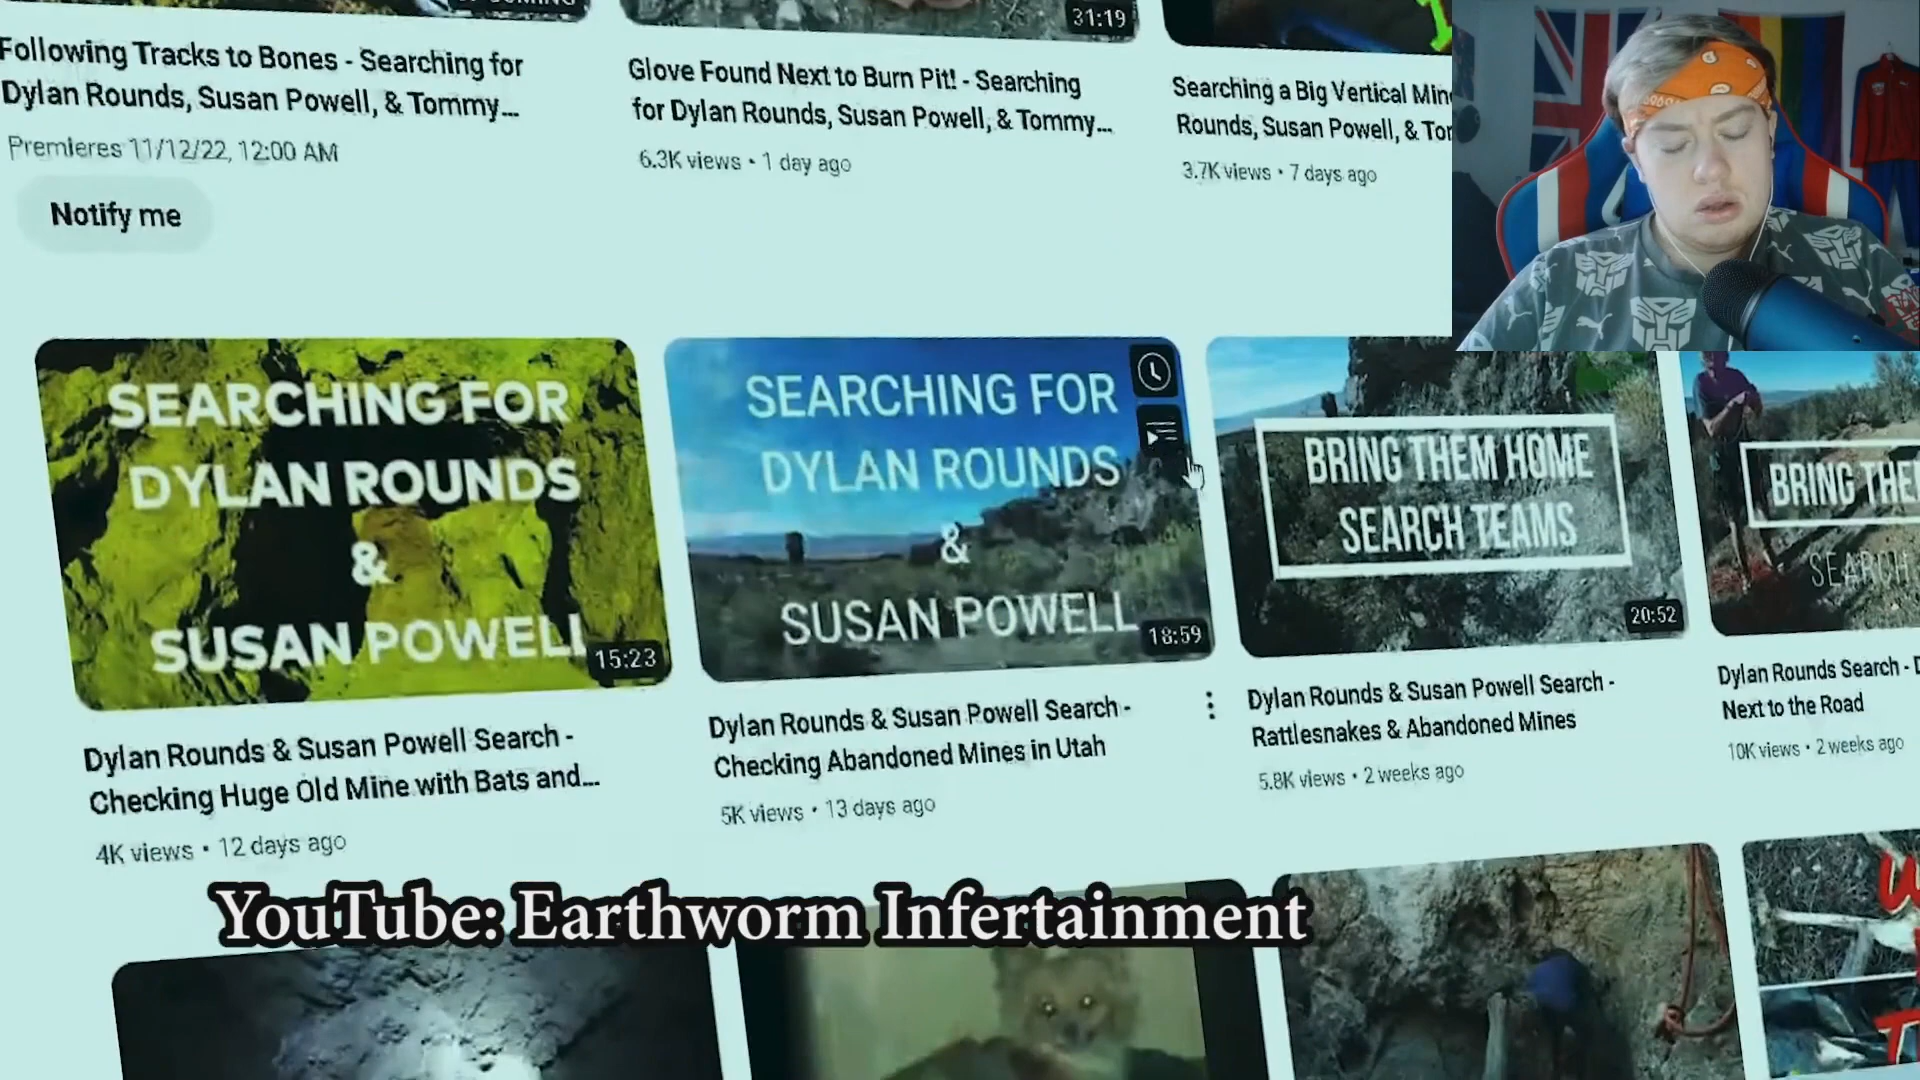 31:19
Following Tracks to Bones - Searching for
Dylan Rounds, Susan Powell, & Tommy...
Premieres 11/12/22, 12:00 AM
Notify me
Glove Found Next to Burn Pit! - Searching
for Dylan Rounds, Susan Powell, & Tommy...
6.3K views • 1 day ago
Searching a Big Vertical
Rounds, Susan Powell, &
3.7K views • 7 days ago
SEARCHING FOR
DYLAN ROUNDS
&
SUSAN POWELL
15:23
SEARCHING FOR
DYLAN ROUNDS
&
SUSAN POWELL
18:59
BRING THEM HOME
SEARCH TEAMS
20:52
BRING
Dylan Rounds & Susan Powell Search -
Checking Huge Old Mine with Bats and...
4K views • 12 days ago
Dylan Rounds & Susan Powell Search -
Checking Abandoned Mines in Utah
5K views • 13 days ago
Dylan Rounds & Susan Powell Search -
Rattlesnakes & Abandoned Mines
5.8K views • 2 weeks ago
Dylan Rounds Search -
Next to the Road
10K views • 2 weeks ago
YouTube: Earthworm Infertainment